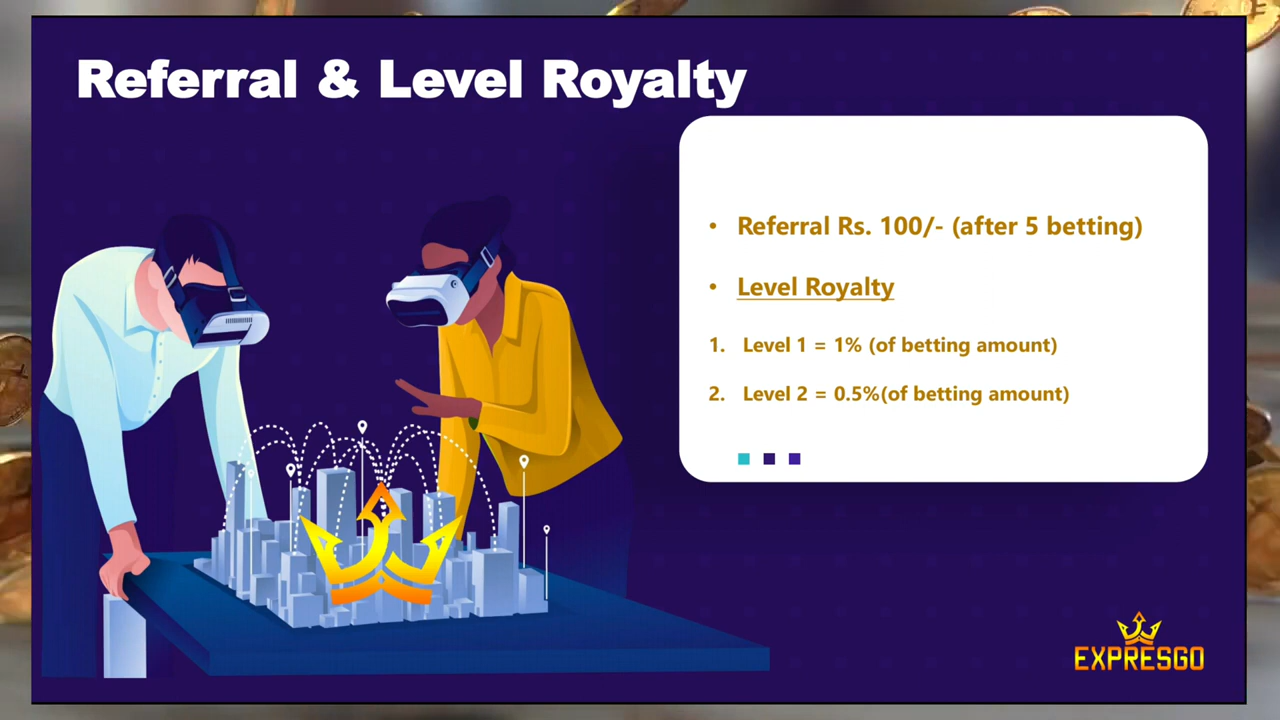 Referral & Level Royalty
• Referral Rs. 100/- (after 5 betting)
• Level Royalty
1. Level 1 = 1% (of betting amount)
2. Level 2 = 0.5%(of betting amount)
EXPRESGO